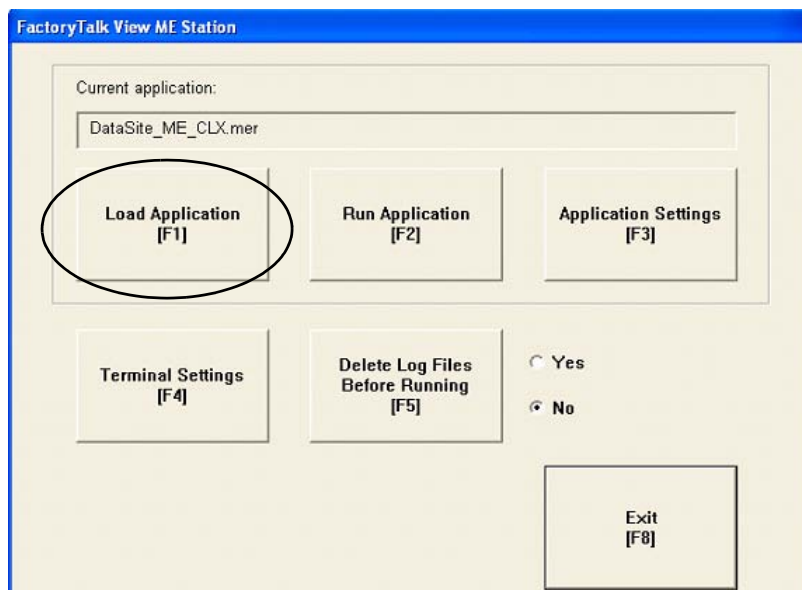 FactoryTalk View ME Station
Current application:
DataSite_ME_CLX.mer
Load Application
[F1]
Run Application
[F2]
Application Settings
[F3]
Terminal Settings
[F4]
Delete Log Files
Before Running
[F5]
Yes
No
Exit
[F8]